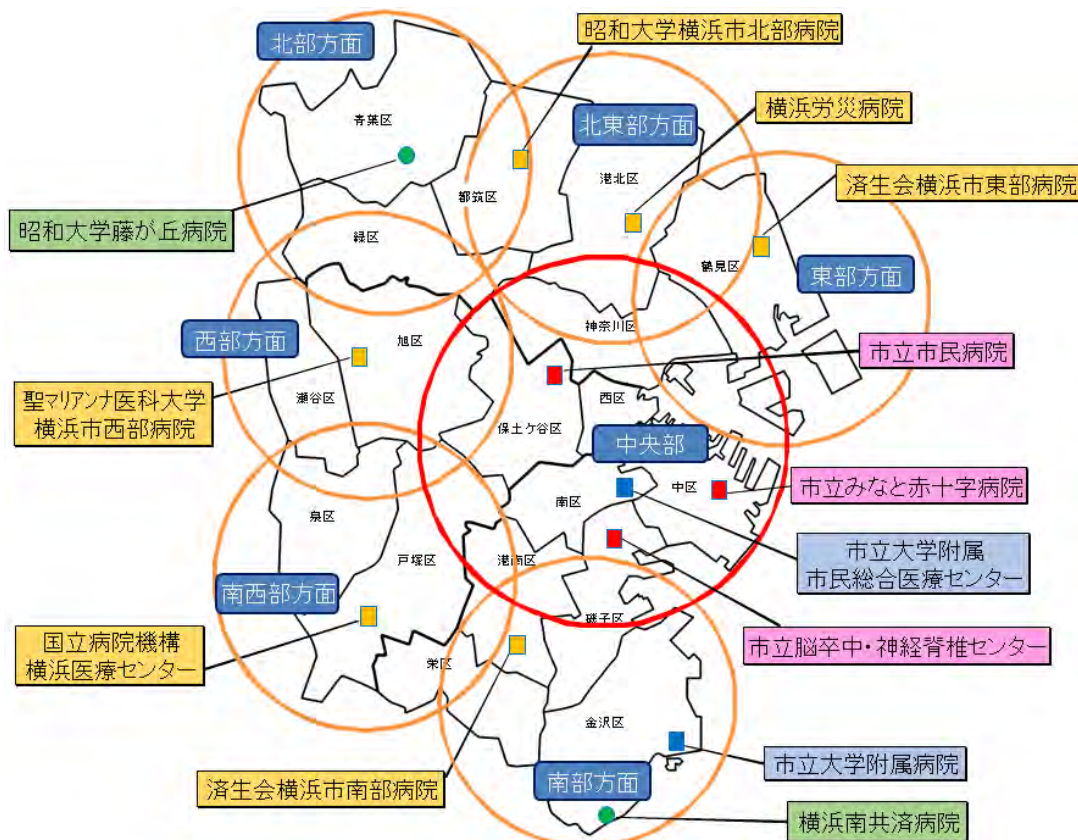 昭和大学横浜市北部病院
北部方面
横浜労災病院
青葉区
北東部方面
港北区
済生会横浜市東部病院
都筑区
昭和大学藤が丘病院
緑区
鶴見区
東部方面
神奈川区
西部方面
旭区
市立市民病院
聖マリアンナ医科大学
横浜市西部病院
瀬谷区
西区
保土ケ谷区
中央部
市立みなと赤十字病院
中区
南区
泉区
市立大学附属
市民総合医療センター
戸塚区
港南区
南西部方面
磯子区
国立病院機構
横浜医療センター
市立脳卒中・神経脊椎センター
栄区
金沢区
市立大学附属病院
済生会横浜市南部病院
南部方面
横浜南共済病院